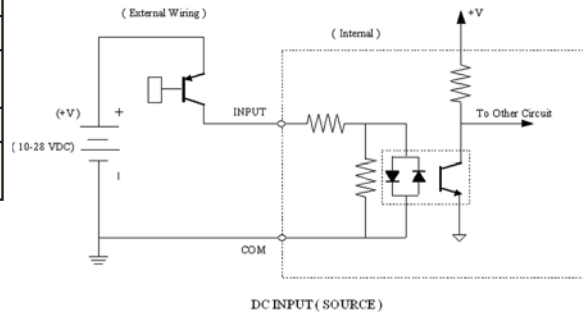 ( External Wiring )
( Internal )
+V
INPUT
To Other Circuit
(+V)
+
( 10-28 VDC)
COM
DC INPUT ( SOURCE )